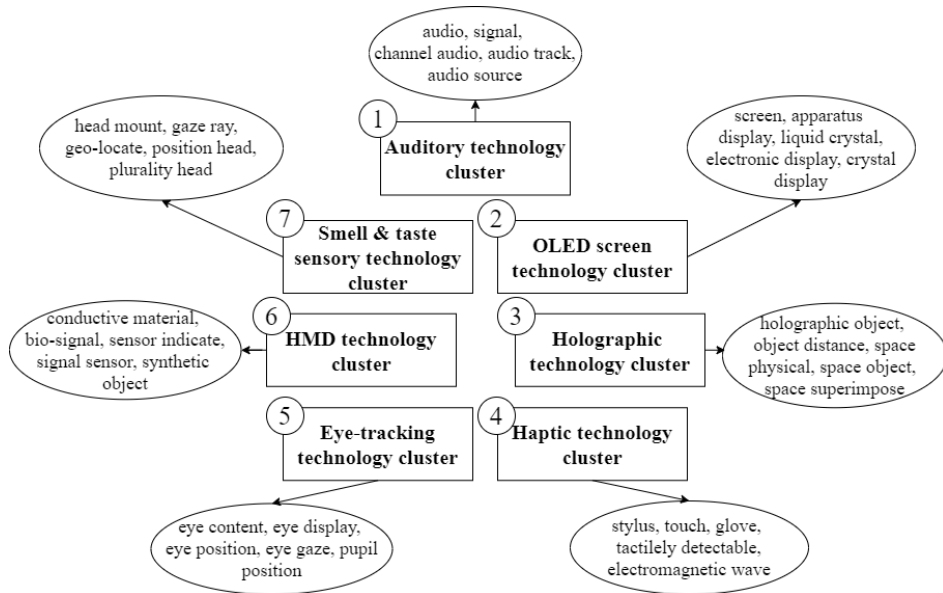 audio, signal,
channel audio, audio track,
audio source
1
Auditory technology
cluster
head mount, gaze ray,
geo-locate, position head,
plurality head
7
Smell & taste
sensory technology
cluster
screen, apparatus
display, liquid crystal,
electronic display, crystal
display
2
OLED screen
technology cluster
conductive material,
bio-signal, sensor indicate,
signal sensor, synthetic
object
6
HMD technology
cluster
3
Holographic
technology cluster
holographic object,
object distance, space
physical, space object,
space superimpose
5
Eye-tracking
technology cluster
4
Haptic technology
cluster
eye content, eye display,
eye position, eye gaze, pupil
position
stylus, touch, glove,
tactilely detectable,
electromagnetic wave